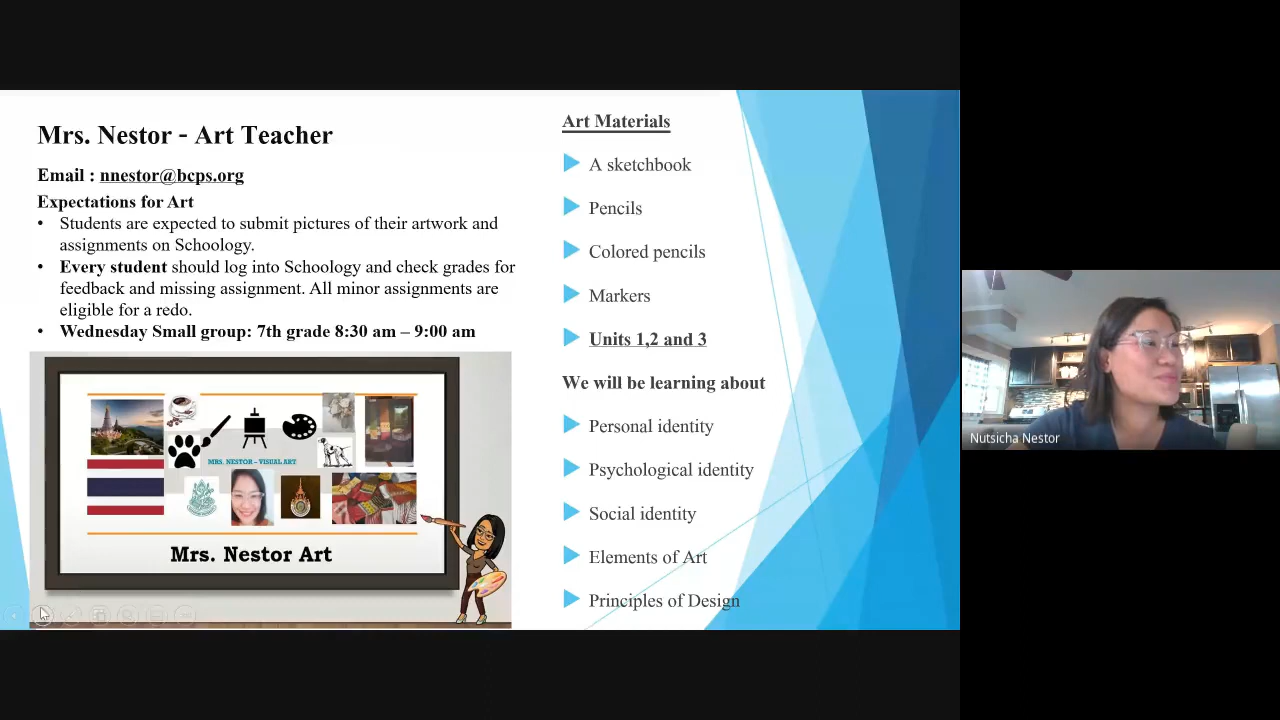 Mrs. Nestor - Art Teacher
Email : nnestor@bcps.org
Expectations for Art
• Students are expected to submit pictures of their artwork and
assignments on Schoology.
• Every student should log into Schoology and check grades for
feedback and missing assignment. All minor assignments are
eligible for a redo.
• Wednesday Small group: 7th grade 8:30 am – 9:00 am
MRS. NESTOR - VISUAL ART
Mrs. Nestor Art
Art Materials
A sketchbook
Pencils
Colored pencils
Markers
Units 1,2 and 3
We will be learning about
Personal identity
Psychological identity
Social identity
Elements of Art
Principles of Design
Nutsicha Nestor